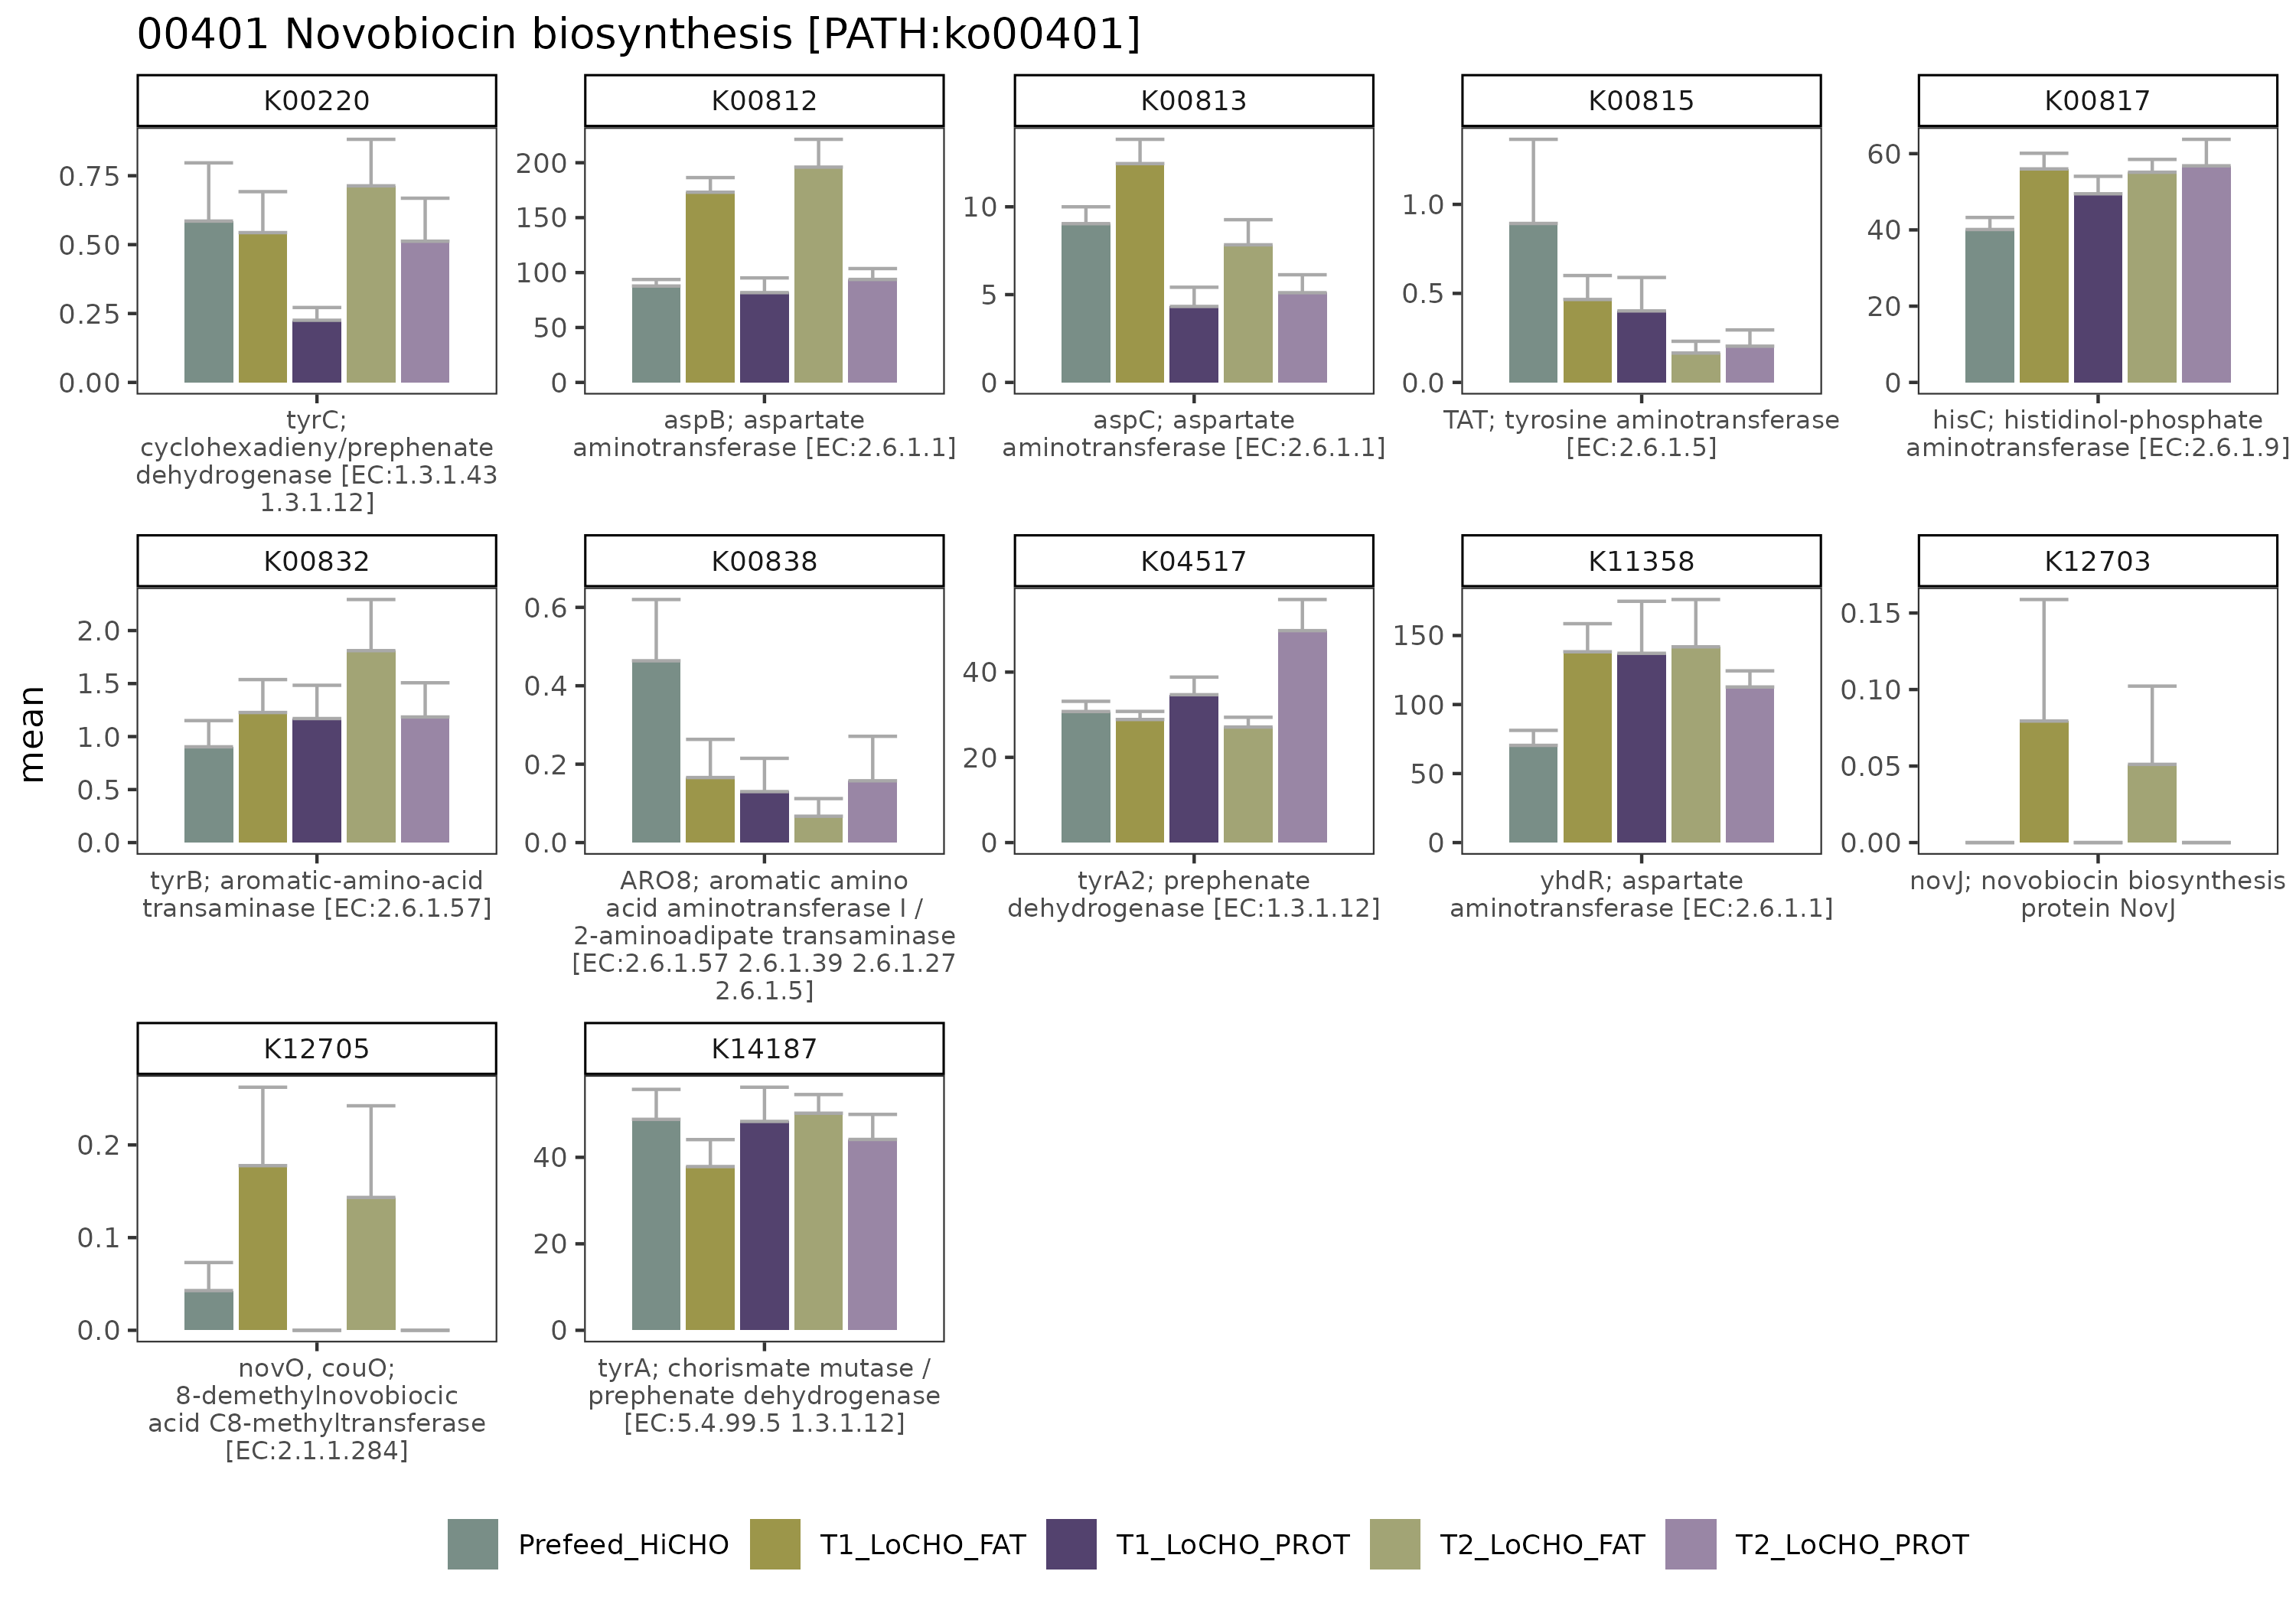 00401 Novobiocin biosynthesis [PATH:ko00401]
K00220
K00812
K00813
K00815
K00817
0.75
0.50
0.25
0.00
200
150
100
50
0
10
5
0
1.0
0.5
0.0
60
40
20
0
tyrC;
cyclohexadieny/prephenate
dehydrogenase [EC:1.3.1.43
1.3.1.12]
aspB; aspartate
aminotransferase [EC:2.6.1.1]
aspC; aspartate
aminotransferase [EC:2.6.1.1]
TAT; tyrosine aminotransferase
[EC:2.6.1.5]
hisC; histidinol-phosphate
aminotransferase [EC:2.6.1.9]
mean
K00832
K00838
K04517
K11358
K12703
2.0
1.5
1.0
0.5
0.0
0.6
0.4
0.2
0.0
40
20
0
150
100
50
0
0.15
0.10
0.05
0.00
tyrB; aromatic-amino-acid
transaminase [EC:2.6.1.57]
ARO8; aromatic amino
acid aminotransferase I /
2-aminoadipate transaminase
[EC:2.6.1.57 2.6.1.39 2.6.1.27
2.6.1.5]
tyrA2; prephenate
dehydrogenase [EC:1.3.1.12]
yhdR; aspartate
aminotransferase [EC:2.6.1.1]
novJ; novobiocin biosynthesis
protein NovJ
K12705
K14187
0.2
0.1
0.0
40
20
0
novO, couO;
8-demethylnovobiocic
acid C8-methyltransferase
[EC:2.1.1.284]
tyrA; chorismate mutase /
prephenate dehydrogenase
[EC:5.4.99.5 1.3.1.12]
Prefeed_HiCHO
T1_LoCHO_FAT
T1_LoCHO_PROT
T2_LoCHO_FAT
T2_LoCHO_PROT